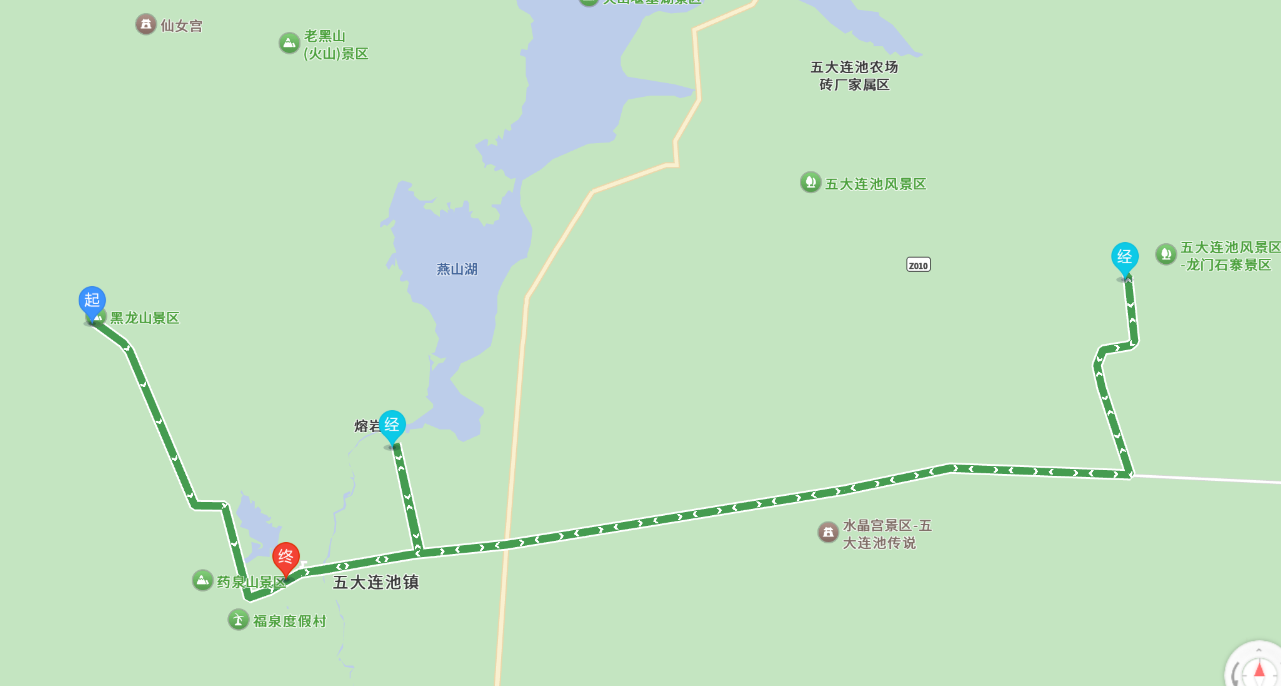 仙女宫
老黑山
(火山)景区
五大连池农场
砖厂家属区
五大连池风景区
五大连池风景区
-龙门石寨景区
Z010
经
燕山湖
起
黑龙山景区
熔岩
经
水晶宫景区-五
大连池传说
终
药泉山景区
五大连池镇
福泉度假村